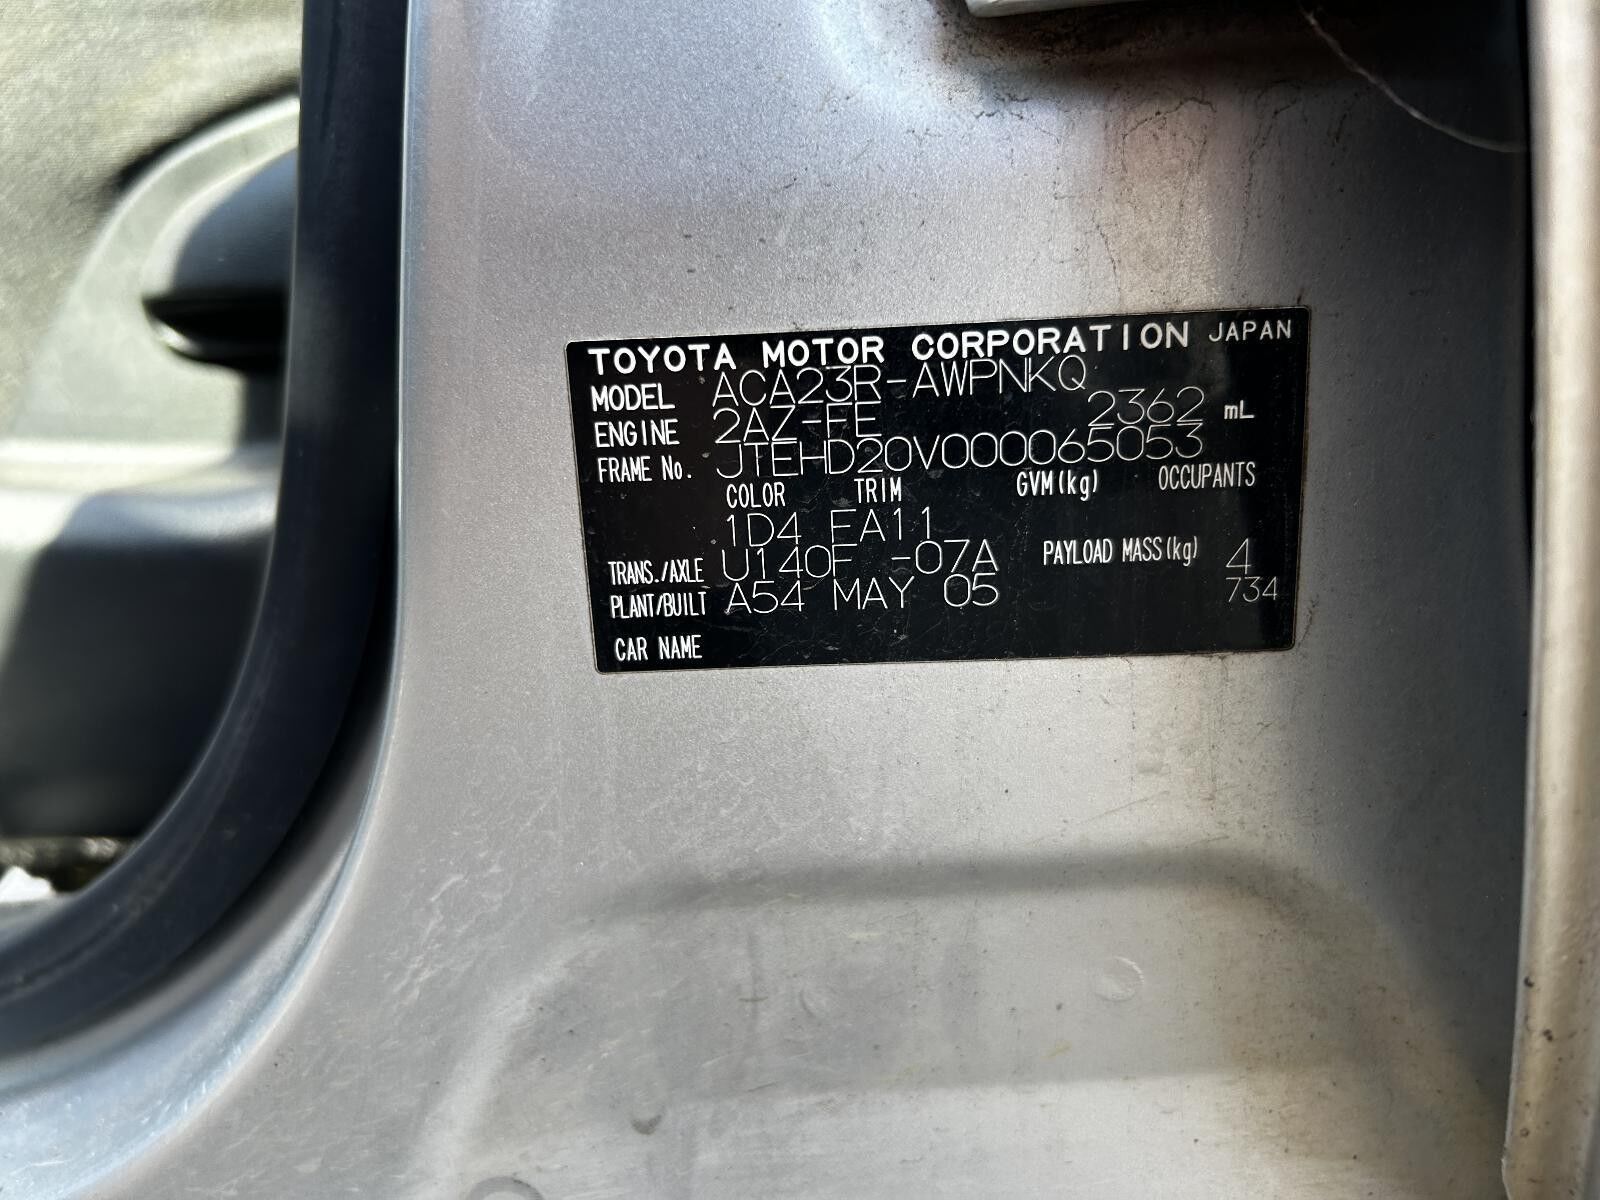 TOYOTA MOTOR CORPORATION JAPAN
MODEL ACA23R-AWPNKQ
ENGINE 2AZ-FE 2362 mL
FRAME No. JTEHD20V000065053
COLOR TRIM GVM(kg) OCCUPANTS
1D4 FA11
TRANS./AXLE U140F -07A PAYLOAD MASS(kg) 4
PLANT/BUILT A54 MAY 05 734
CAR NAME